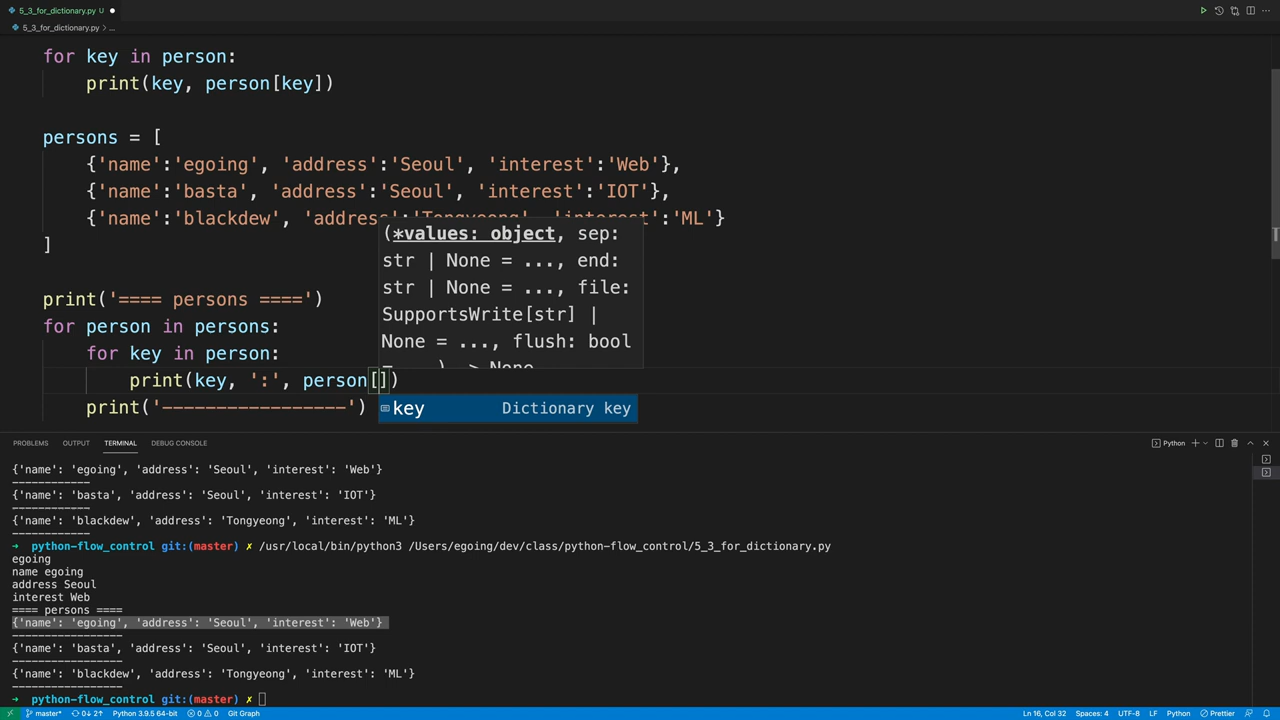 5_3_for_dictionary.py U
5_3_for_dictionary.py > ...
for key in person:
print(key, person[key])
persons = [
{'name':'egoing', 'address':'Seoul', 'interest':'Web'},
{'name':'basta', 'address':'Seoul', 'interest':'IOT'},
{'name':'blackdew', 'address':'Tongyeong', 'interest':'ML'}
]
(*values: object, sep:
str | None = ..., end:
str | None = ..., file:
SupportsWrite[str] |
None = ..., flush: bool
= ...) -> None
print('==== persons ====')
for person in persons:
for key in person:
print(key, ':', person[])
print('-----------------')
key Dictionary key
PROBLEMS OUTPUT TERMINAL DEBUG CONSOLE
Python
{'name': 'egoing', 'address': 'Seoul', 'interest': 'Web'}
------------
{'name': 'basta', 'address': 'Seoul', 'interest': 'IOT'}
------------
{'name': 'blackdew', 'address': 'Tongyeong', 'interest': 'ML'}
------------
➜ python-flow_control git:(master) ✗ /usr/local/bin/python3 /Users/egoing/dev/class/python-flow_control/5_3_for_dictionary.py
egoing
name egoing
address Seoul
interest Web
==== persons ====
{'name': 'egoing', 'address': 'Seoul', 'interest': 'Web'}
-----------------
{'name': 'basta', 'address': 'Seoul', 'interest': 'IOT'}
-----------------
{'name': 'blackdew', 'address': 'Tongyeong', 'interest': 'ML'}
-----------------
➜ python-flow_control git:(master) ✗
master* 0↓ 2↑ Python 3.9.5 64-bit 0 0 Git Graph Ln 16, Col 32 Spaces: 4 UTF-8 LF Python Prettier